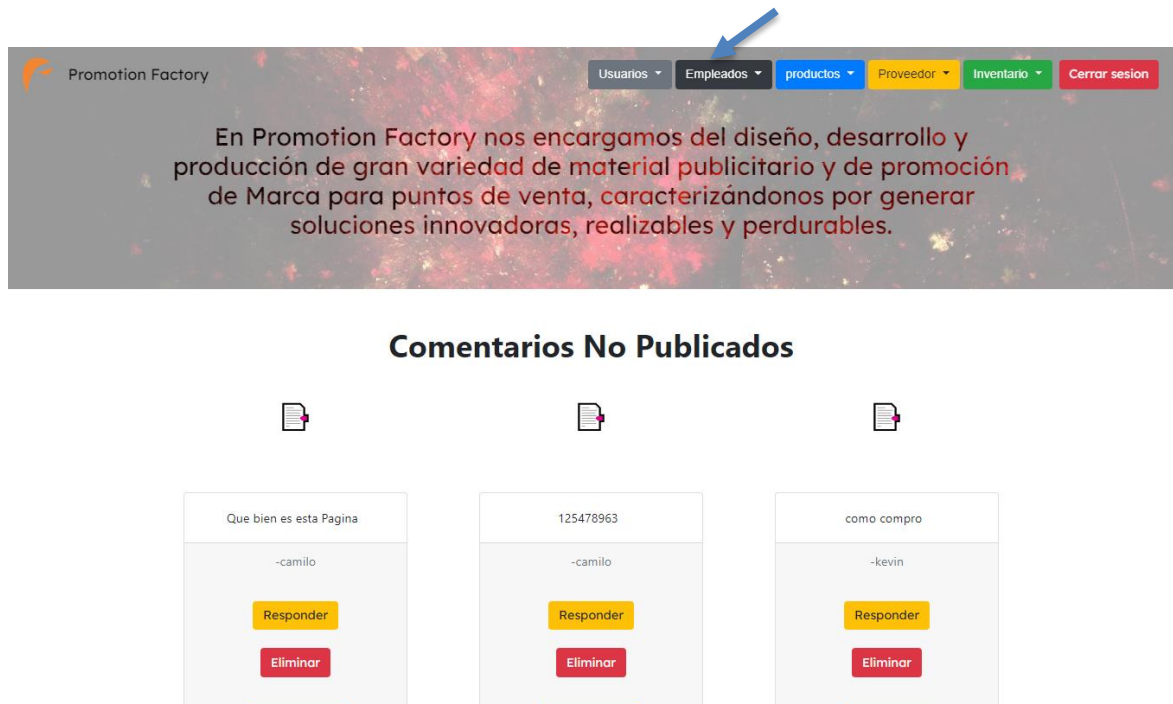 Promotion Factory
Usuarios
Empleados
productos
Proveedor
Inventario
Cerrar sesion
En Promotion Factory nos encargamos del diseño, desarrollo y
producción de gran variedad de material publicitario y de promoción
de Marca para puntos de venta, caracterizándonos por generar
soluciones innovadoras, realizables y perdurables.
Comentarios No Publicados
Que bien es esta Pagina
-camilo
Responder
Eliminar
125478963
-camilo
Responder
Eliminar
como compro
-kevin
Responder
Eliminar